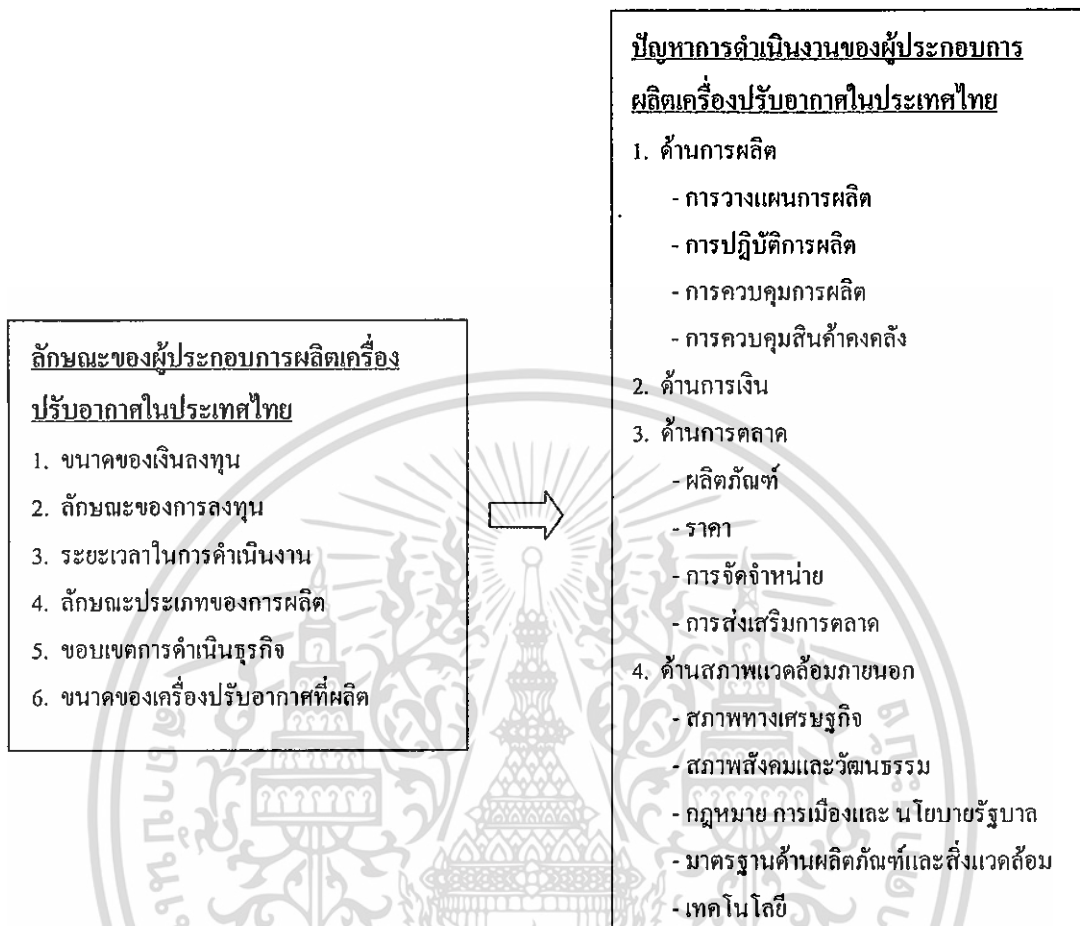 ลักษณะของผู้ประกอบการผลิตเครื่อง
ปรับอากาศในประเทศไทย
1. ขนาดของเงินลงทุน
2. ลักษณะของการลงทุน
3. ระยะเวลาในการดำเนินงาน
4. ลักษณะประเภทของการผลิต
5. ขอบเขตการดำเนินธุรกิจ
6. ขนาดของเครื่องปรับอากาศที่ผลิต
ปัญหาการดำเนินงานของผู้ประกอบการ
ผลิตเครื่องปรับอากาศในประเทศไทย
1. ด้านการผลิต
- การวางแผนการผลิต
- การปฏิบัติการผลิต
- การควบคุมการผลิต
- การควบคุมสินค้าคงคลัง
2. ด้านการเงิน
3. ด้านการตลาด
- ผลิตภัณฑ์
- ราคา
- การจัดจำหน่าย
- การส่งเสริมการตลาด
4. ด้านสภาพแวดล้อมภายนอก
- สภาพทางเศรษฐกิจ
- สภาพสังคมและวัฒนธรรม
- กฎหมาย การเมืองและ นโยบายรัฐบาล
- มาตรฐานด้านผลิตภัณฑ์และสิ่งแวดล้อม
- เทคโนโลยี